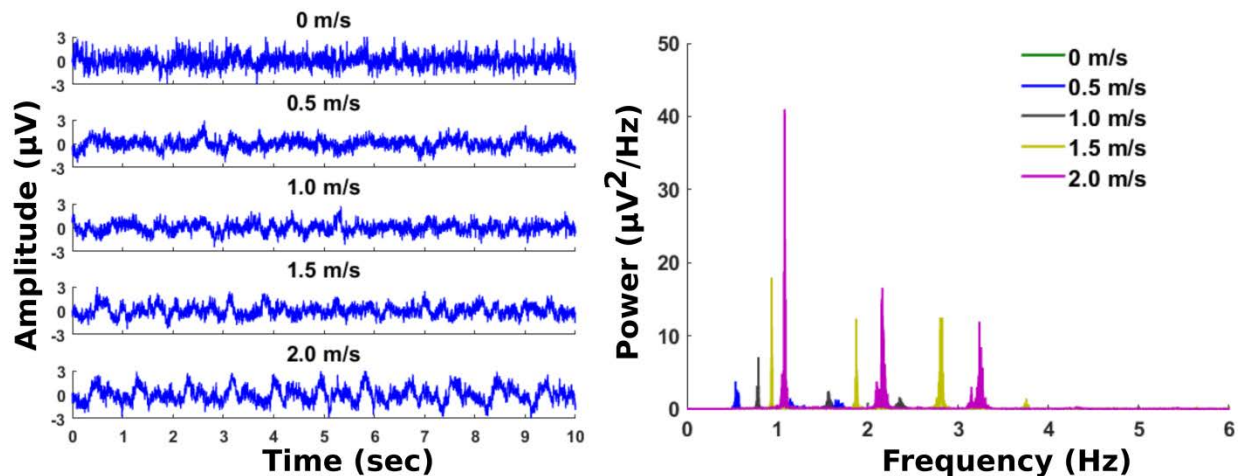 0 m/s
3
0
-3
0.5 m/s
3
0
-3
1.0 m/s
3
0
-3
1.5 m/s
3
0
-3
2.0 m/s
3
0
-3
0 1 2 3 4 5 6 7 8 9 10
Amplitude (µV)
Time (sec)
50
40
30
20
10
0
0 1 2 3 4 5 6
Power (µV²/Hz)
Frequency (Hz)
0 m/s
0.5 m/s
1.0 m/s
1.5 m/s
2.0 m/s